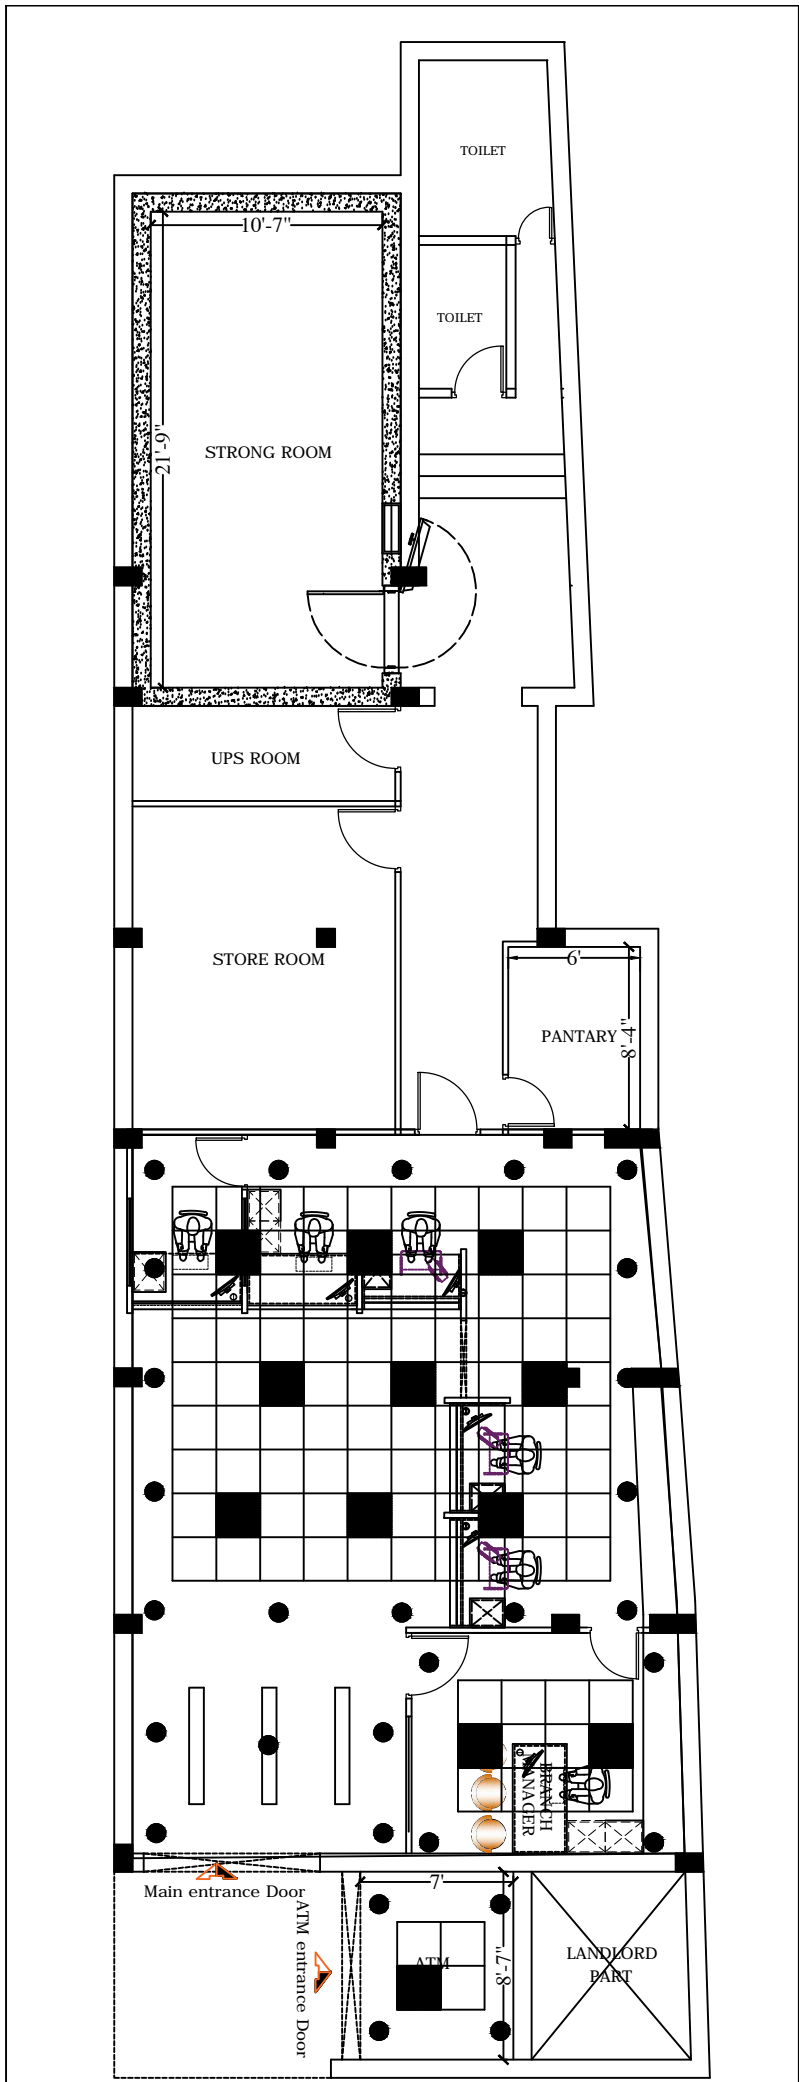 TOILET
10'-7"
TOILET
21'-9"
STRONG ROOM
UPS ROOM
STORE ROOM
6'
PANTARY
8'-4"
BRANCH
MANAGER
Main entrance Door
7'
ATM entrance Door
ATM
8'-7"
LANDLORD
PART